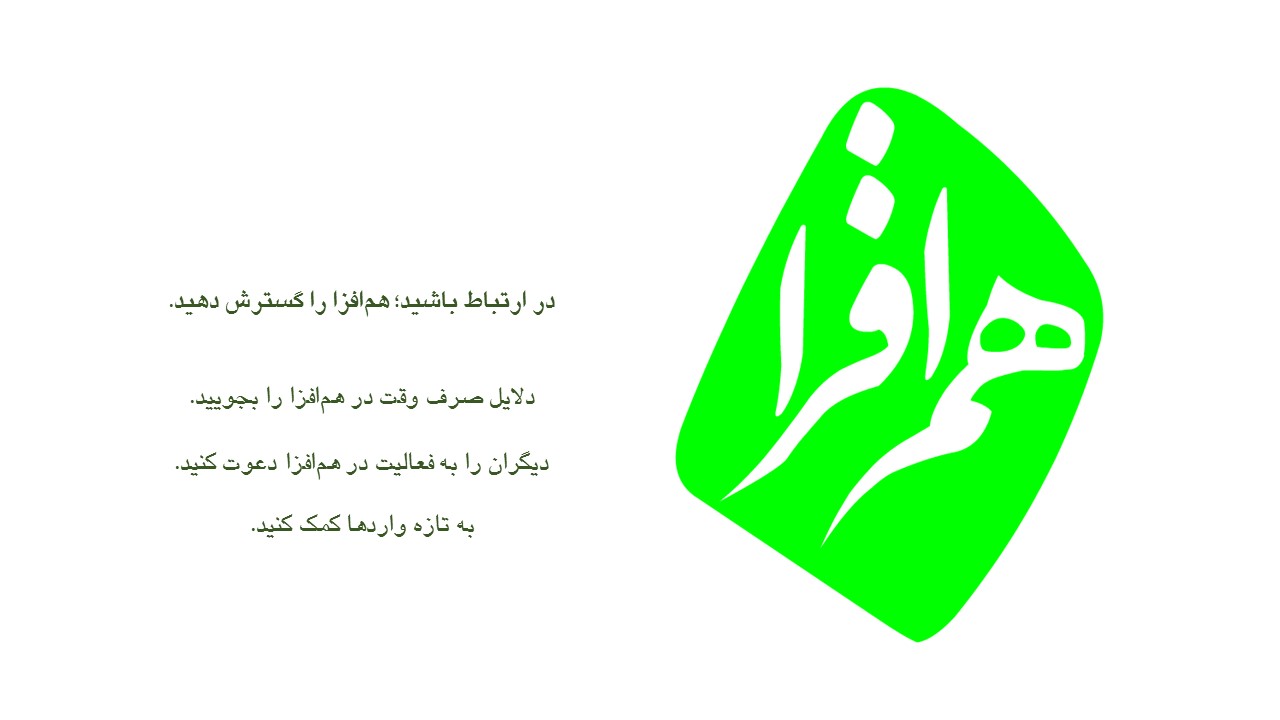 هم‌افزا
در ارتباط باشید؛ هم‌افزا را گسترش دهید.
دلایل صرف وقت در هم‌افزا را بجویید.
دیگران را به فعالیت در هم‌افزا دعوت کنید.
به تازه واردها کمک کنید.